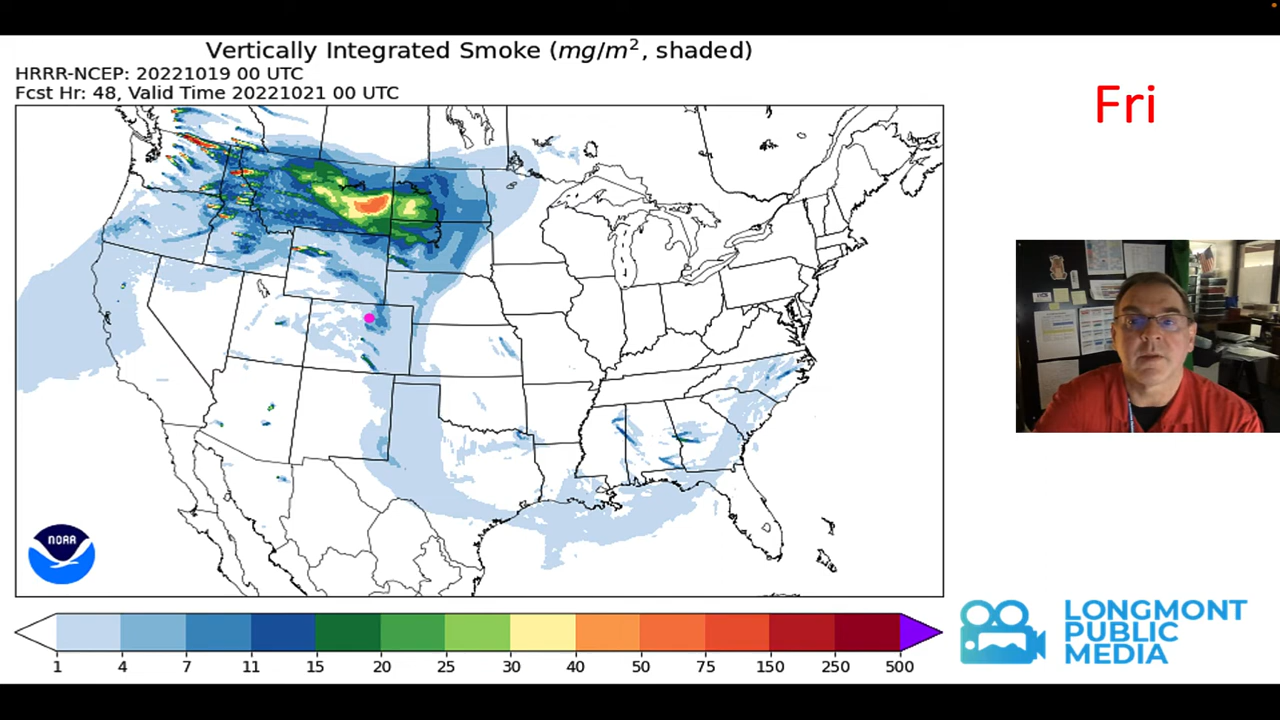 Vertically Integrated Smoke (mg/m², shaded)
HRRR-NCEP: 20221019 00 UTC
Fcst Hr: 48, Valid Time 20221021 00 UTC
Fri
NOAA
1 4 7 11 15 20 25 30 40 50 75 150 250 500
LONGMONT
PUBLIC
MEDIA